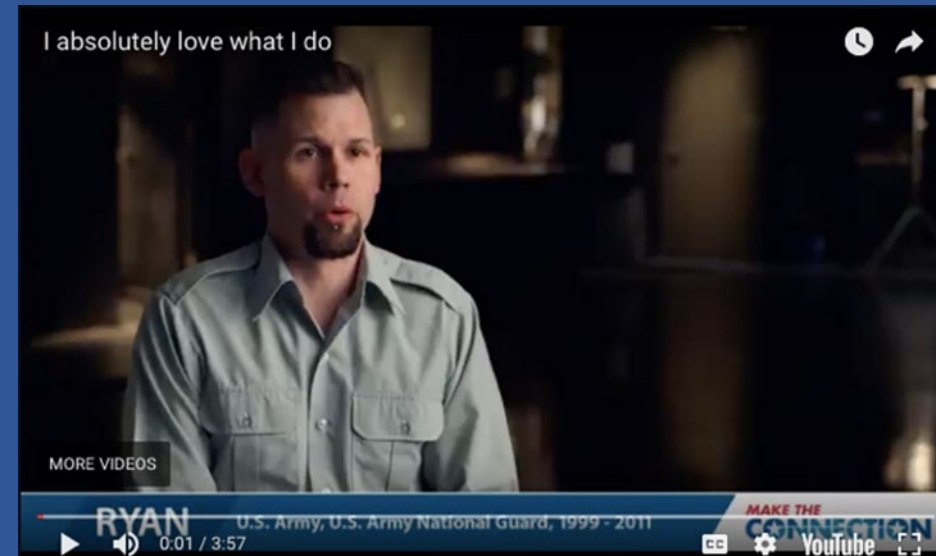 I absolutely love what I do
MORE VIDEOS
RYAN
U.S. Army, U.S. Army National Guard, 1999 - 2011
MAKE THE
CONNECTION
0:01 / 3:57
CC
YouTube